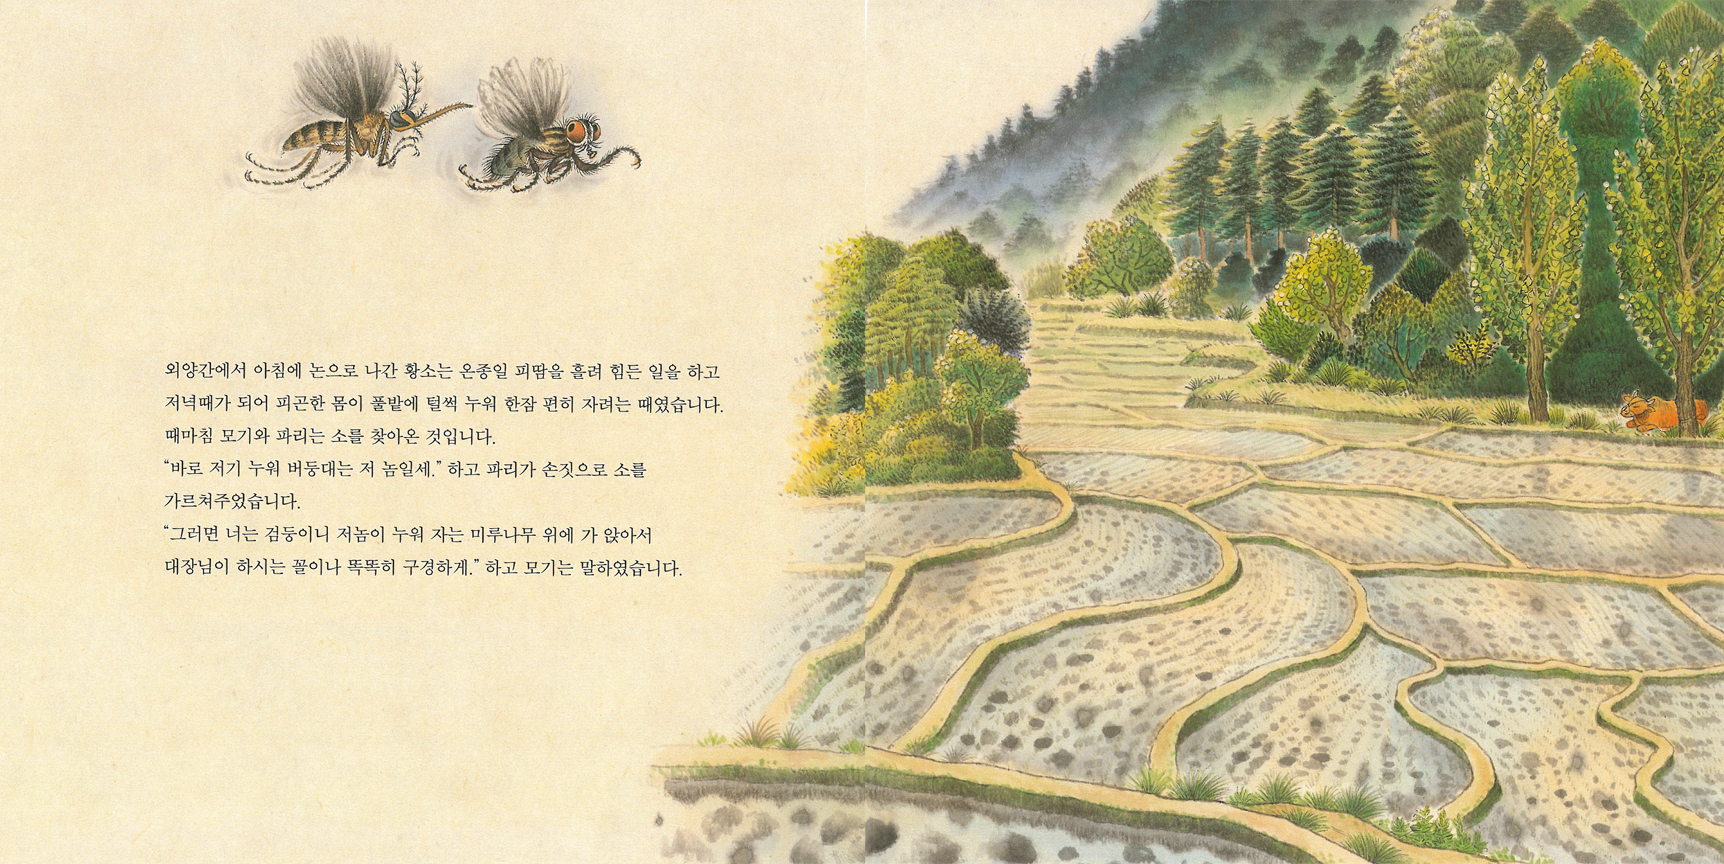 외양간에서 아침에 논으로 나간 황소는 온종일 피땀을 흘려 힘든 일을 하고
저녁때가 되어 피곤한 몸이 풀밭에 털썩 누워 한잠 편히 자려는 때였습니다.
때마침 모기와 파리는 소를 찾아온 것입니다.
“바로 저기 누워 버둥대는 저 놈일세.” 하고 파리가 손짓으로 소를
가르쳐주었습니다.
“그러면 너는 검둥이니 저놈이 누워 자는 미루나무 위에 가 앉아서
대장님이 하시는 꼴이나 똑똑히 구경하게.” 하고 모기는 말하였습니다.